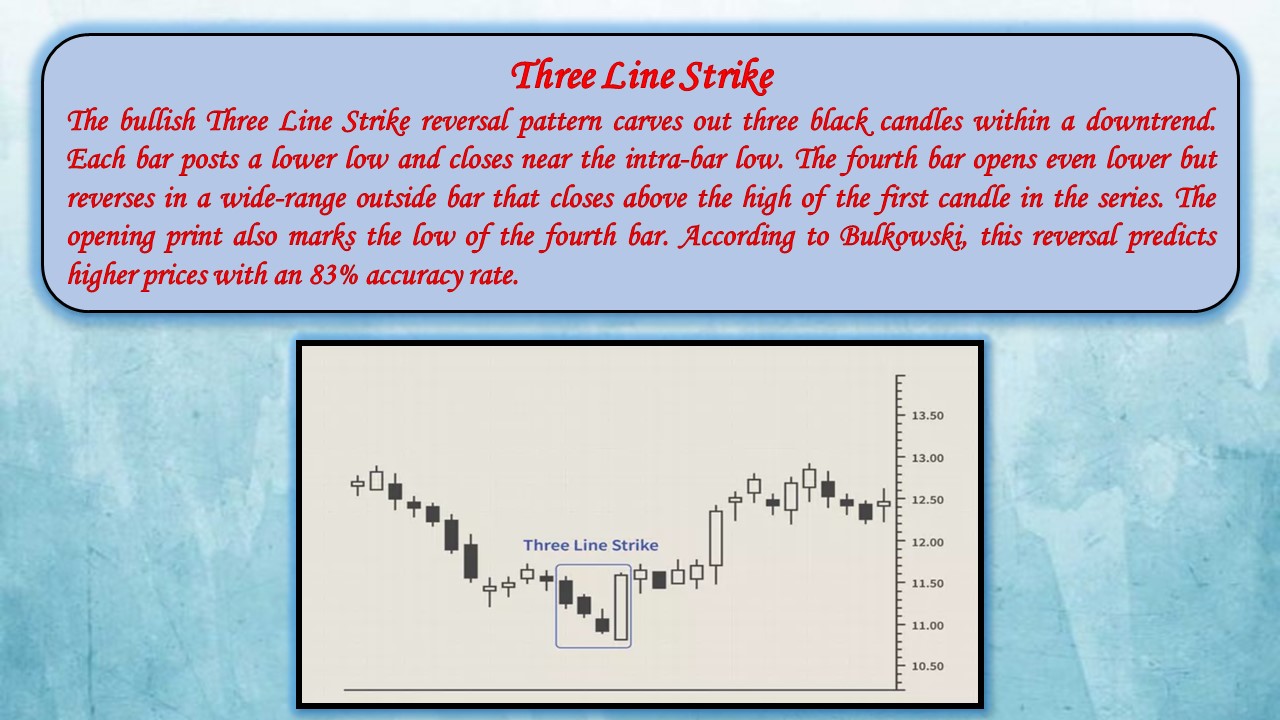 Three Line Strike
The bullish Three Line Strike reversal pattern carves out three black candles within a downtrend.
Each bar posts a lower low and closes near the intra-bar low. The fourth bar opens even lower but
reverses in a wide-range outside bar that closes above the high of the first candle in the series. The
opening print also marks the low of the fourth bar. According to Bulkowski, this reversal predicts
higher prices with an 83% accuracy rate.
Three Line Strike
13.50
13.00
12.50
12.00
11.50
11.00
10.50